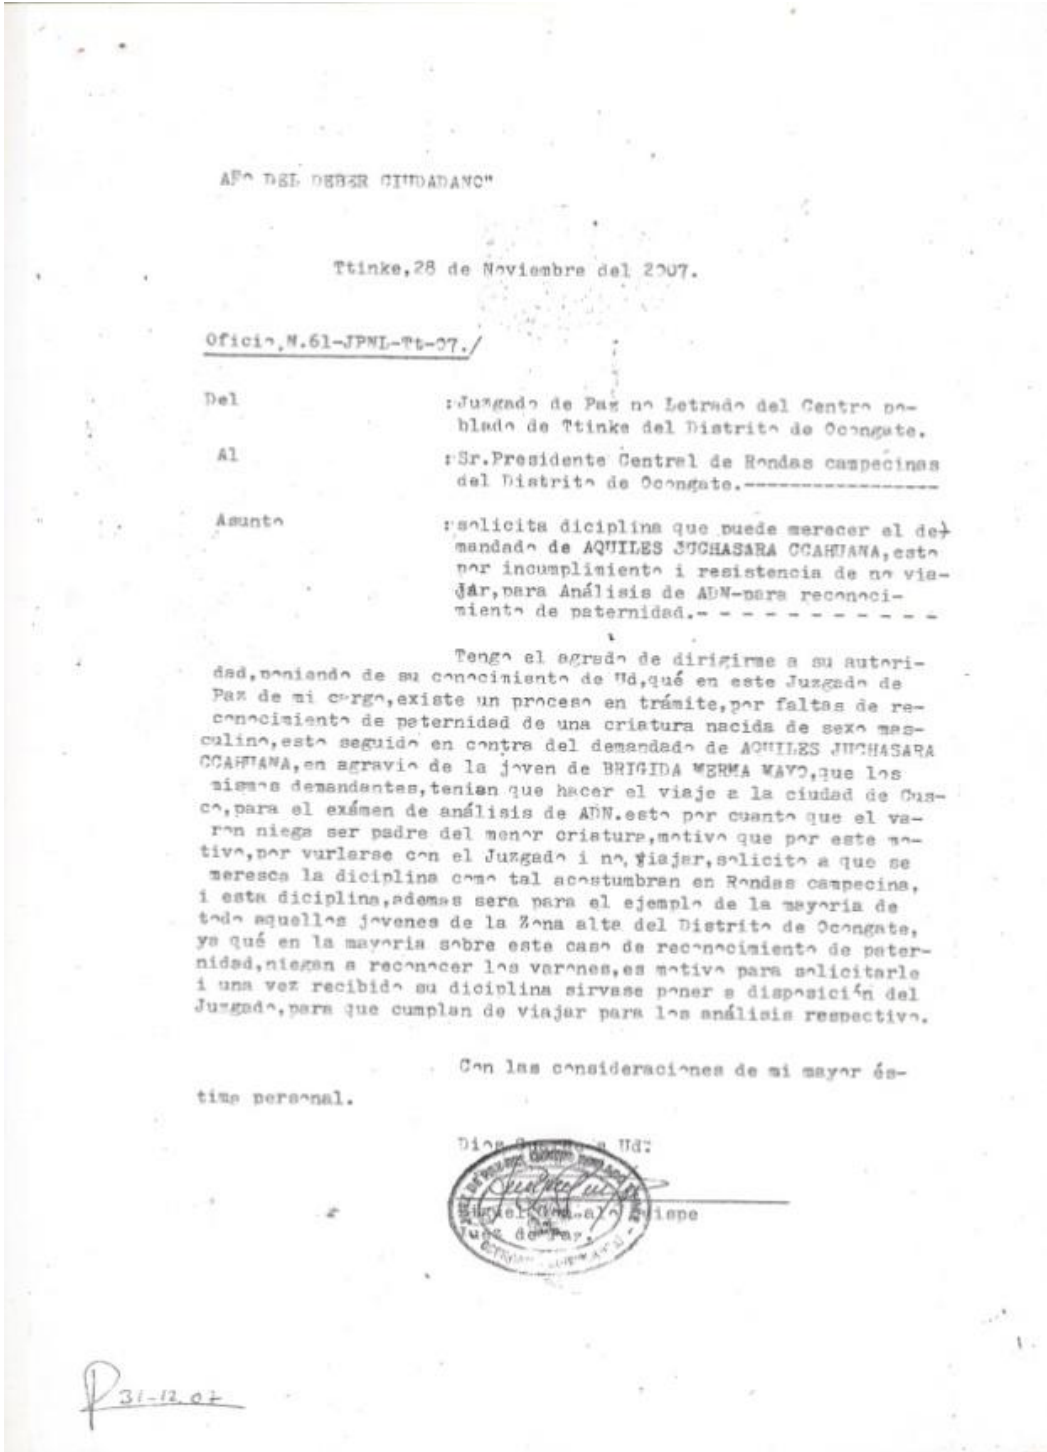 AÑO DEL DEBER CIUDADANO"
Ttinke,28 de Noviembre del 2007.
Oficio,N.61-JPNL-Tt-07./
Del :Juzgado de Paz no Letrado del Centro po-
blado de Ttinke del Distrito de Ocongate.
Al :Sr.Presidente Central de Rondas campecinas
del Distrito de Ocongate.-----------------
Asunto :solicita diciplina que puede merecer el de-
mandado de AQUILES JUCHASARA CCAHUANA,esto
por incumplimiento i resistencia de no via-
jar,para Análisis de ADN-para reconoci-
miento de paternidad.- - - - - - - - - - -
Tengo el agrado de dirigirme a su autori-
dad,poniendo de su conocimiento de Ud,qué en este Juzgado de
Paz de mi cargo,existe un proceso en trámite,por faltas de re-
conocimiento de paternidad de una criatura nacida de sexo mas-
culino,esto seguido en contra del demandado de AQUILES JUCHASARA
CCAHUANA,en agravio de la joven de BRIGIDA MERMA MAYO,que los
mismos demandantes,tenian que hacer el viaje a la ciudad de Cus-
co,para el exámen de análisis de ADN.esto por cuanto que el va-
ron niega ser padre del menor criatura,motivo que por este mo-
tivo,por vurlarse con el Juzgado i no,viajar,solicito a que se
meresca la diciplina como tal acostumbran en Rondas campecina,
i esta diciplina,ademas sera para el ejemplo de la mayoria de
todo aquellos jovenes de la Zona alta del Distrito de Ocongate,
ya qué en la mayoria sobre este caso de reconocimiento de pater-
nidad,niegan a reconocer los varones,es motivo para solicitarle
i una vez recibido su diciplina sirvase poner a disposición del
Juzgado,para que cumplan de viajar para los análisis respectivo.
Con las consideraciones de mi mayor és-
tima personal.
Dios Guarde a Ud:
Quispe
Juez de Paz.
31-12-07